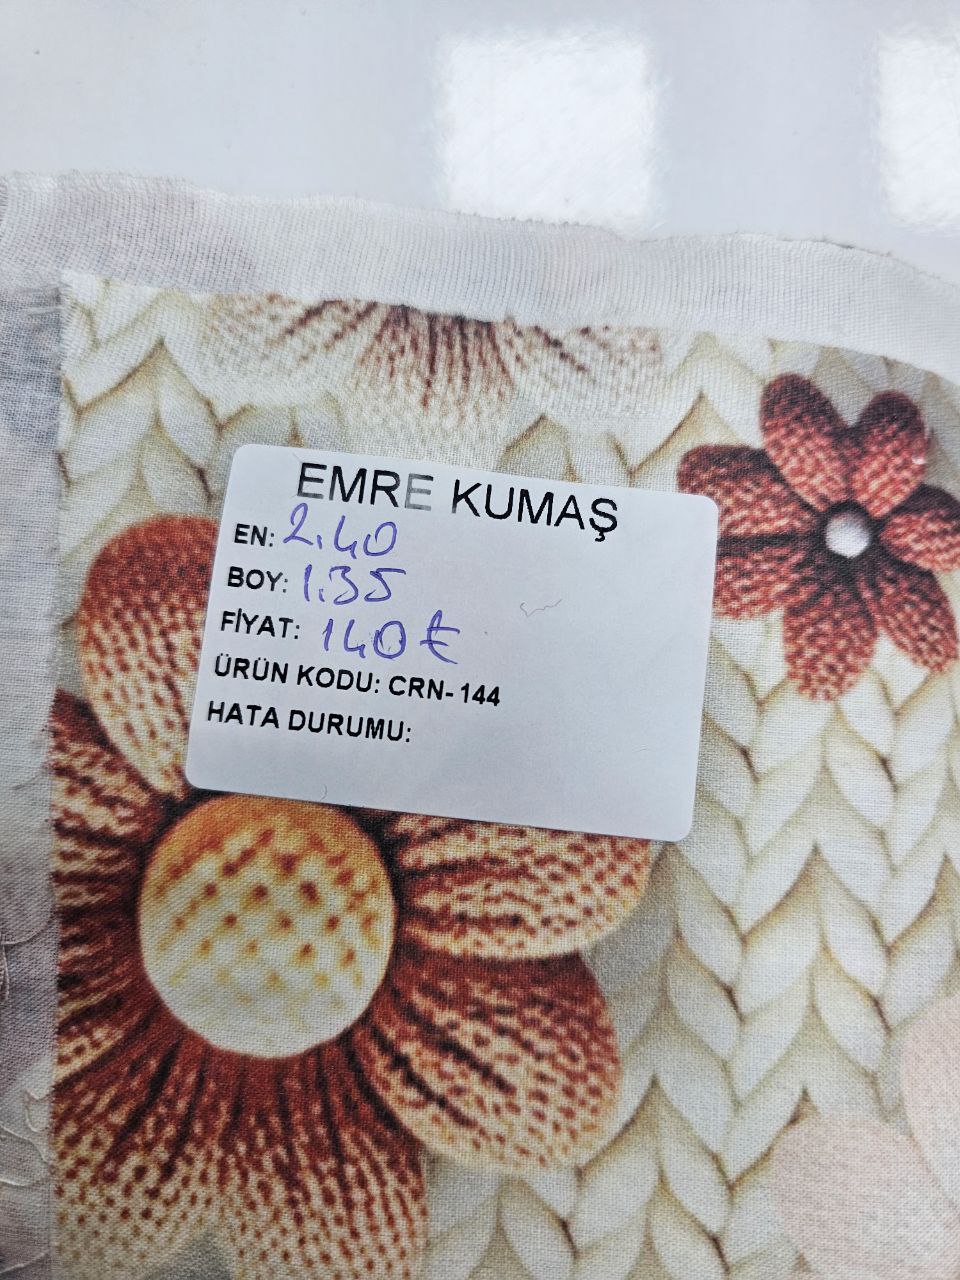 EMRE KUMAŞ
EN: 2.40
BOY: 1.35
FİYAT: 140 ₺
ÜRÜN KODU: CRN-144
HATA DURUMU: